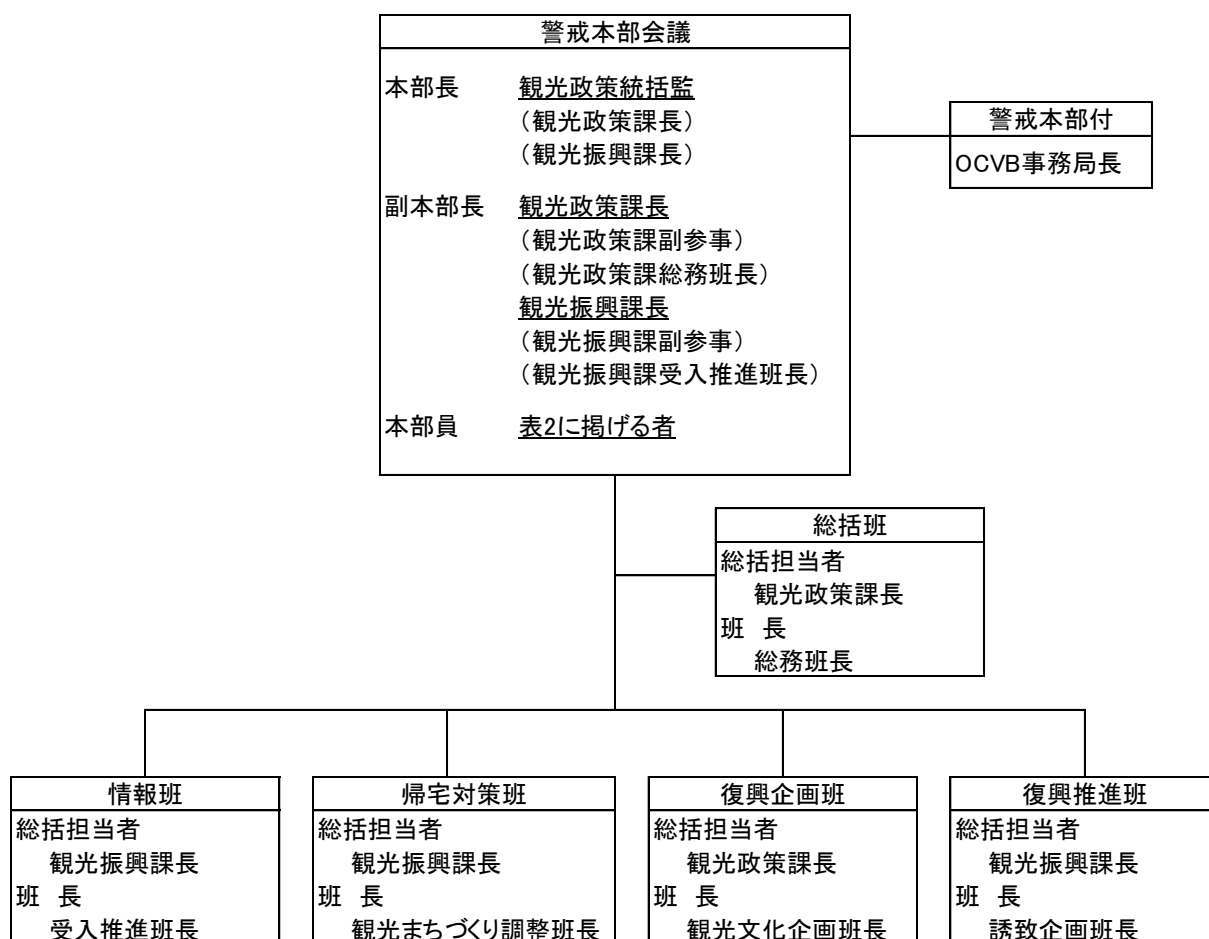 警戒本部会議
本部長 観光政策統括監
（観光政策課長）
（観光振興課長）
副本部長 観光政策課長
（観光政策課副参事）
（観光政策課総務班長）
観光振興課長
（観光振興課副参事）
（観光振興課受入推進班長）
本部員 表2に掲げる者
警戒本部付
OCVB事務局長
総括班
総括担当者
観光政策課長
班 長
総務班長
情報班
総括担当者
観光振興課長
班 長
受入推進班長
帰宅対策班
総括担当者
観光振興課長
班 長
観光まちづくり調整班長
復興企画班
総括担当者
観光政策課長
班 長
観光文化企画班長
復興推進班
総括担当者
観光振興課長
班 長
誘致企画班長